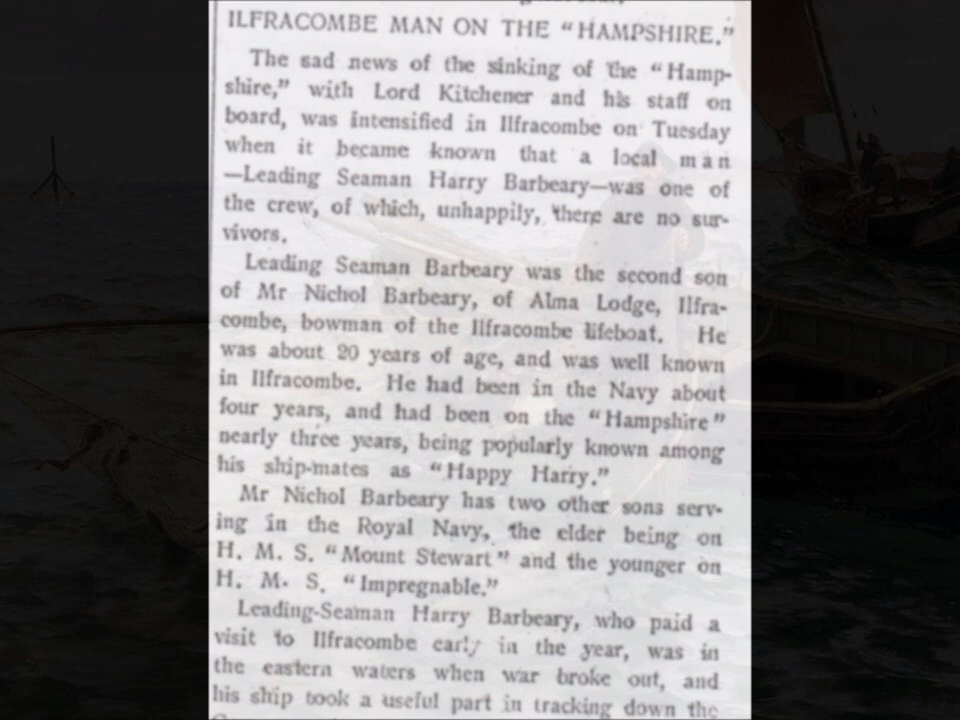 ILFRACOMBE MAN ON THE "HAMPSHIRE."
The sad news of the sinking of the "Hamp-
shire," with Lord Kitchener and his staff on
board, was intensified in Ilfracombe on Tuesday
when it became known that a local man
—Leading Seaman Harry Barbeary—was one of
the crew, of which, unhappily, there are no sur-
vivors.
Leading Seaman Barbeary was the second son
of Mr Nichol Barbeary, of Alma Lodge, Ilfra-
combe, bowman of the Ilfracombe lifeboat. He
was about 20 years of age, and was well known
in Ilfracombe. He had been in the Navy about
four years, and had been on the "Hampshire"
nearly three years, being popularly known among
his ship-mates as "Happy Harry."
Mr Nichol Barbeary has two other sons serv-
ing in the Royal Navy, the elder being on
H. M. S. "Mount Stewart" and the younger on
H. M. S. "Impregnable."
Leading-Seaman Harry Barbeary, who paid a
visit to Ilfracombe early in the year, was in
the eastern waters when war broke out, and
his ship took a useful part in tracking down the